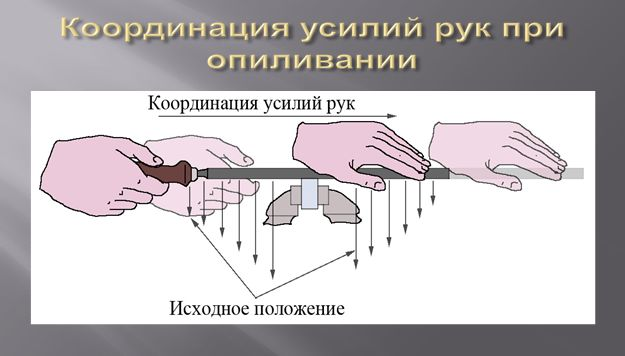 Координация усилий рук при
опиливании
Координация усилий рук
Исходное положение